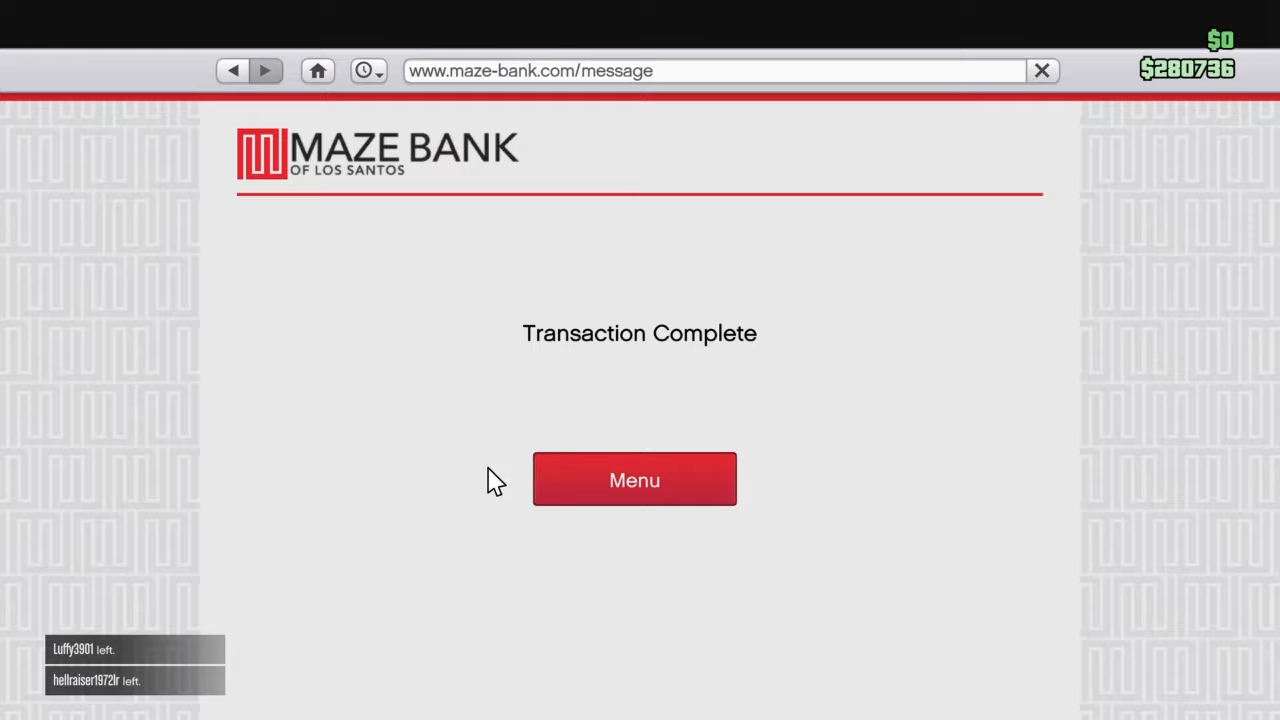 $0
www.maze-bank.com/message
$280736
MAZE BANK
OF LOS SANTOS
Transaction Complete
Menu
Luffy3901 left.
hellraiser1972lr left.